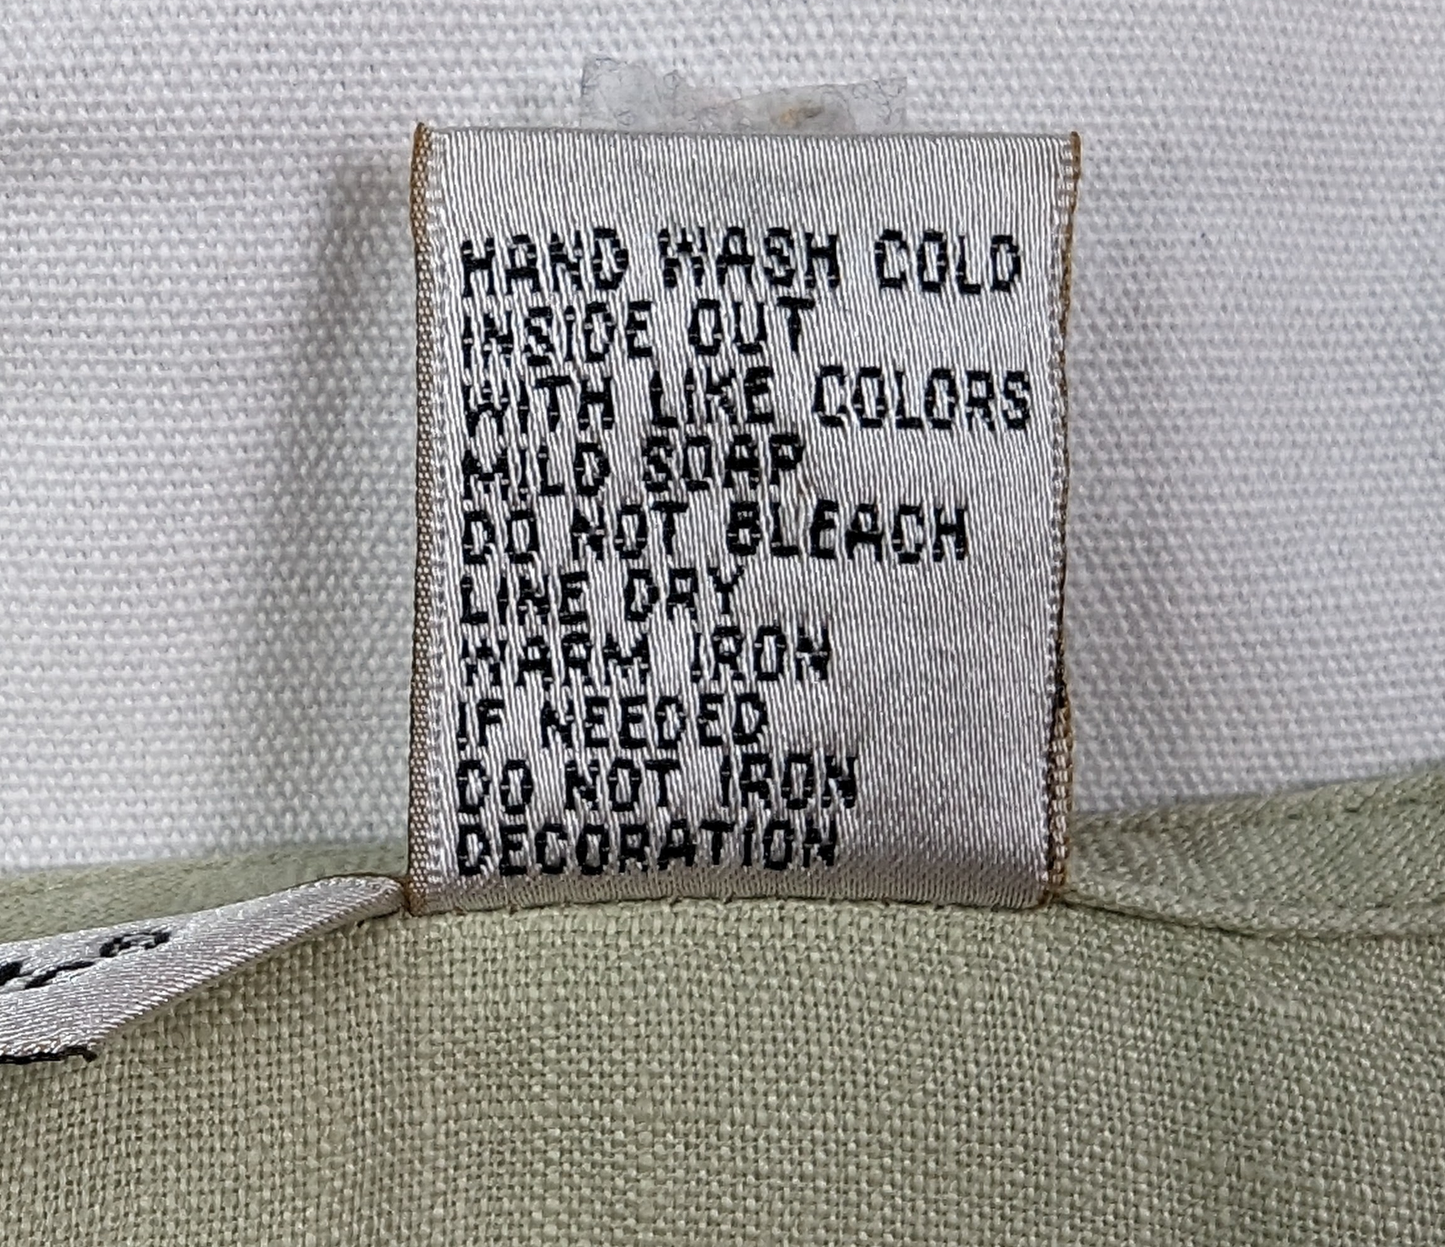 HAND WASH COLD
INSIDE OUT
WITH LIKE COLORS
MILD SOAP
DO NOT BLEACH
LINE DRY
WARM IRON
IF NEEDED
DO NOT IRON
DECORATION